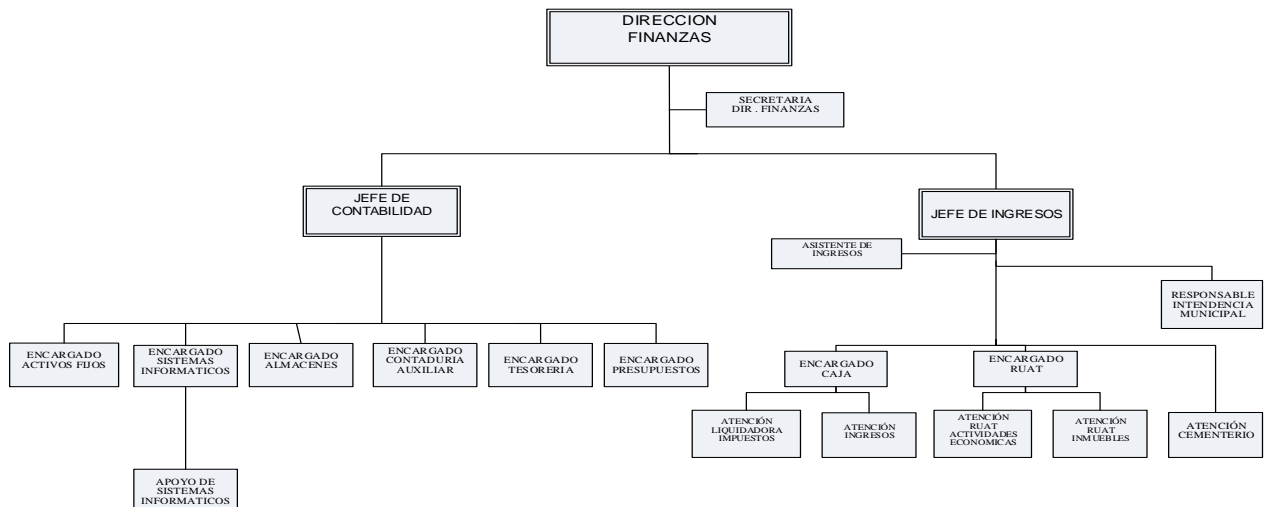 DIRECCION
FINANZAS
SECRETARIA
DIR . FINANZAS
JEFE DE
CONTABILIDAD
JEFE DE INGRESOS
ASISTENTE DE
INGRESOS
RESPONSABLE
INTENDENCIA
MUNICIPAL
ENCARGADO
ACTIVOS FIJOS
ENCARGADO
SISTEMAS
INFORMATICOS
ENCARGADO
ALMACENES
ENCARGADO
CONTADURIA
AUXILIAR
ENCARGADO
TESORERIA
ENCARGADO
PRESUPUESTOS
ENCARGADO
CAJA
ENCARGADO
RUAT
ATENCIÓN
LIQUIDADORA
IMPUESTOS
ATENCIÓN
INGRESOS
ATENCIÓN
RUAT
ACTIVIDADES
ECONOMICAS
ATENCIÓN
RUAT
INMUEBLES
ATENCIÓN
CEMENTERIO
APOYO DE
SISTEMAS
INFORMATICOS